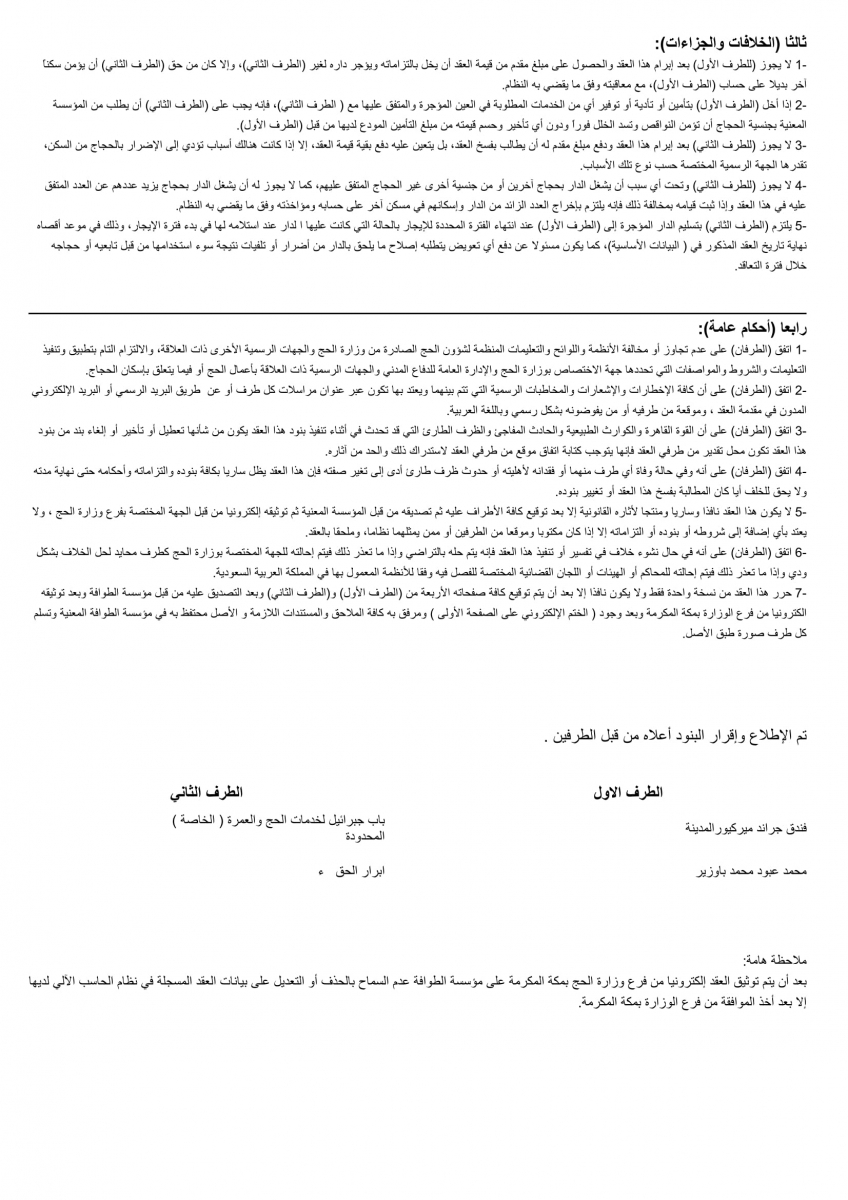 ثالثا (الخلافات والجزاءات):
1- لا يجوز (للطرف الأول) بعد إبرام هذا العقد والحصول على مبلغ مقدم من قيمة العقد أن يخل بالتزاماته ويؤجر داره لغير (الطرف الثاني)، وإلا كان من حق (الطرف الثاني) أن يؤمن سكناً
آخر بديلا على حساب (الطرف الأول)، مع معاقبته وفق ما يقضي به النظام.
2- إذا أخل (الطرف الأول) بتأمين أو تأدية أو توفير أي من الخدمات المطلوبة في العين المؤجرة والمتفق عليها مع ( الطرف الثاني)، فإنه يجب على (الطرف الثاني) أن يطلب من المؤسسة
المعنية بجنسية الحجاج أن تؤمن النواقص وتسد الخلل فوراً ودون أي تأخير وحسم قيمته من مبلغ التأمين المودع لديها من قبل (الطرف الأول).
3- لا يجوز (للطرف الثاني) بعد إبرام هذا العقد ودفع مبلغ مقدم له أن يطالب بفسخ العقد، بل يتعين عليه دفع بقية قيمة العقد، إلا إذا كانت هنالك أسباب تؤدي إلى الإضرار بالحجاج من السكن،
تقدرها الجهة الرسمية المختصة حسب نوع تلك الأسباب.
4- لا يجوز (للطرف الثاني) وتحت أي سبب أن يشغل الدار بحجاج آخرين أو من جنسية أخرى غير الحجاج المتفق عليهم، كما لا يجوز له أن يشغل الدار بحجاج يزيد عددهم عن العدد المتفق
عليه في هذا العقد وإذا ثبت قيامه بمخالفة ذلك فإنه يلتزم بإخراج العدد الزائد من الدار وإسكانهم في مسكن آخر على حسابه ومؤاخذته وفق ما يقضي به النظام.
5- يلتزم (الطرف الثاني) بتسليم الدار المؤجرة إلى (الطرف الأول) عند انتهاء الفترة المحددة للإيجار بالحالة التي كانت عليها ا لدار عند استلامه لها في بدء فترة الإيجار، وذلك في موعد أقصاه
نهاية تاريخ العقد المذكور في ( البيانات الأساسية)، كما يكون مسئولا عن دفع أي تعويض يتطلبه إصلاح ما يلحق بالدار من أضرار أو تلفيات نتيجة سوء استخدامها من قبل تابعيه أو حجاجه
خلال فترة التعاقد.
رابعا (أحكام عامة):
1- اتفق (الطرفان) على عدم تجاوز أو مخالفة الأنظمة واللوائح والتعليمات المنظمة لشؤون الحج الصادرة من وزارة الحج والجهات الرسمية الأخرى ذات العلاقة، والالتزام التام بتطبيق وتنفيذ
التعليمات والشروط والمواصفات التي تحددها جهة الاختصاص بوزارة الحج والإدارة العامة للدفاع المدني والجهات الرسمية ذات العلاقة بأعمال الحج أو فيما يتعلق بإسكان الحجاج.
2- اتفق (الطرفان) على أن كافة الإخطارات والإشعارات والمخاطبات الرسمية التي تتم بينهما ويعتد بها تكون عبر عنوان مراسلات كل طرف أو عن طريق البريد الرسمي أو البريد الإلكتروني
المدون في مقدمة العقد ، وموقعة من طرفيه أو من يفوضونه بشكل رسمي وباللغة العربية.
3- اتفق (الطرفان) على أن القوة القاهرة والكوارث الطبيعية والحادث المفاجئ والظرف الطارئ التي قد تحدث في أثناء تنفيذ بنود هذا العقد يكون من شأنها تعطيل أو تأخير أو إلغاء بند من بنود
هذا العقد تكون محل تقدير من طرفي العقد فإنها يتوجب كتابة اتفاق موقع من طرفي العقد لاستدراك ذلك والحد من آثاره.
4- اتفق (الطرفان) على أنه وفي حالة وفاة أي طرف منهما أو فقدانه لأهليته أو حدوث ظرف طارئ أدى إلى تغير صفته فإن هذا العقد يظل ساريا بكافة بنوده والتزاماته وأحكامه حتى نهاية مدته
ولا يحق للخلف أيا كان المطالبة بفسخ هذا العقد أو تغيير بنوده.
5- لا يكون هذا العقد نافذا وساريا ومنتجا لآثاره القانونية إلا بعد توقيع كافة الأطراف عليه ثم تصديقه من قبل المؤسسة المعنية ثم توثيقه إلكترونيا من قبل الجهة المختصة بفرع وزارة الحج ، ولا
يعتد بأي إضافة إلى شروطه أو بنوده أو التزاماته إلا إذا كان مكتوبا وموقعا من الطرفين أو ممن يمثلهما نظاما، وملحقا بالعقد.
6- اتفق (الطرفان) على أنه في حال نشوء خلاف في تفسير أو تنفيذ هذا العقد فإنه يتم حله بالتراضي وإذا ما تعذر ذلك فيتم إحالته للجهة المختصة بوزارة الحج كطرف محايد لحل الخلاف بشكل
ودي وإذا ما تعذر ذلك فيتم إحالته للمحاكم أو الهيئات أو اللجان القضائية المختصة للفصل فيه وفقا للأنظمة المعمول بها في المملكة العربية السعودية.
7- حرر هذا العقد من نسخة واحدة فقط ولا يكون نافذا إلا بعد أن يتم توقيع كافة صفحاته الأربعة من (الطرف الأول) و(الطرف الثاني) وبعد التصديق عليه من قبل مؤسسة الطوافة وبعد توثيقه
الكترونيا من فرع الوزارة بمكة المكرمة وبعد وجود ( الختم الإلكتروني على الصفحة الأولى ) ومرفق به كافة الملاحق والمستندات اللازمة و الأصل محتفظ به في مؤسسة الطوافة المعنية وتسلم
كل طرف صورة طبق الأصل.
تم الإطلاع وإقرار البنود أعلاه من قبل الطرفين .
الطرف الاول
فندق جراند ميركيورالمدينة
محمد عبود محمد باوزير
الطرف الثاني
باب جبرائيل لخدمات الحج والعمرة ( الخاصة )
المحدودة
ابرار الحق ء
ملاحظة هامة:
بعد أن يتم توثيق العقد إلكترونيا من فرع وزارة الحج بمكة المكرمة على مؤسسة الطوافة عدم السماح بالحذف أو التعديل على بيانات العقد المسجلة في نظام الحاسب الآلي لديها
إلا بعد أخذ الموافقة من فرع الوزارة بمكة المكرمة.